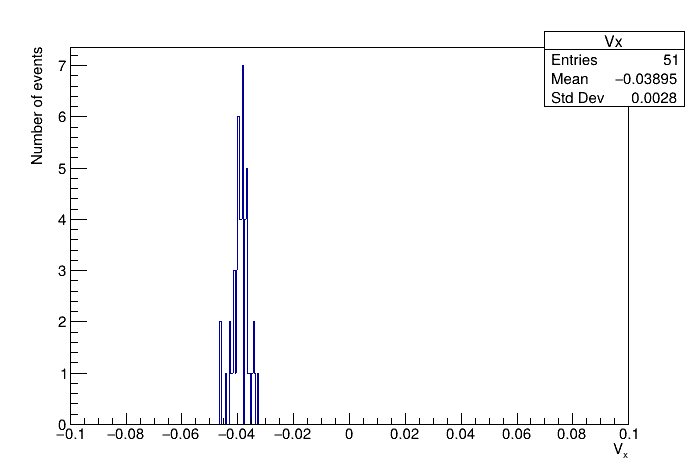 Vx
Entries 51
Mean −0.03895
Std Dev 0.0028
Number of events
7
6
5
4
3
2
1
0
−0.1 −0.08 −0.06 −0.04 −0.02 0 0.02 0.04 0.06 0.08 0.1
Vx